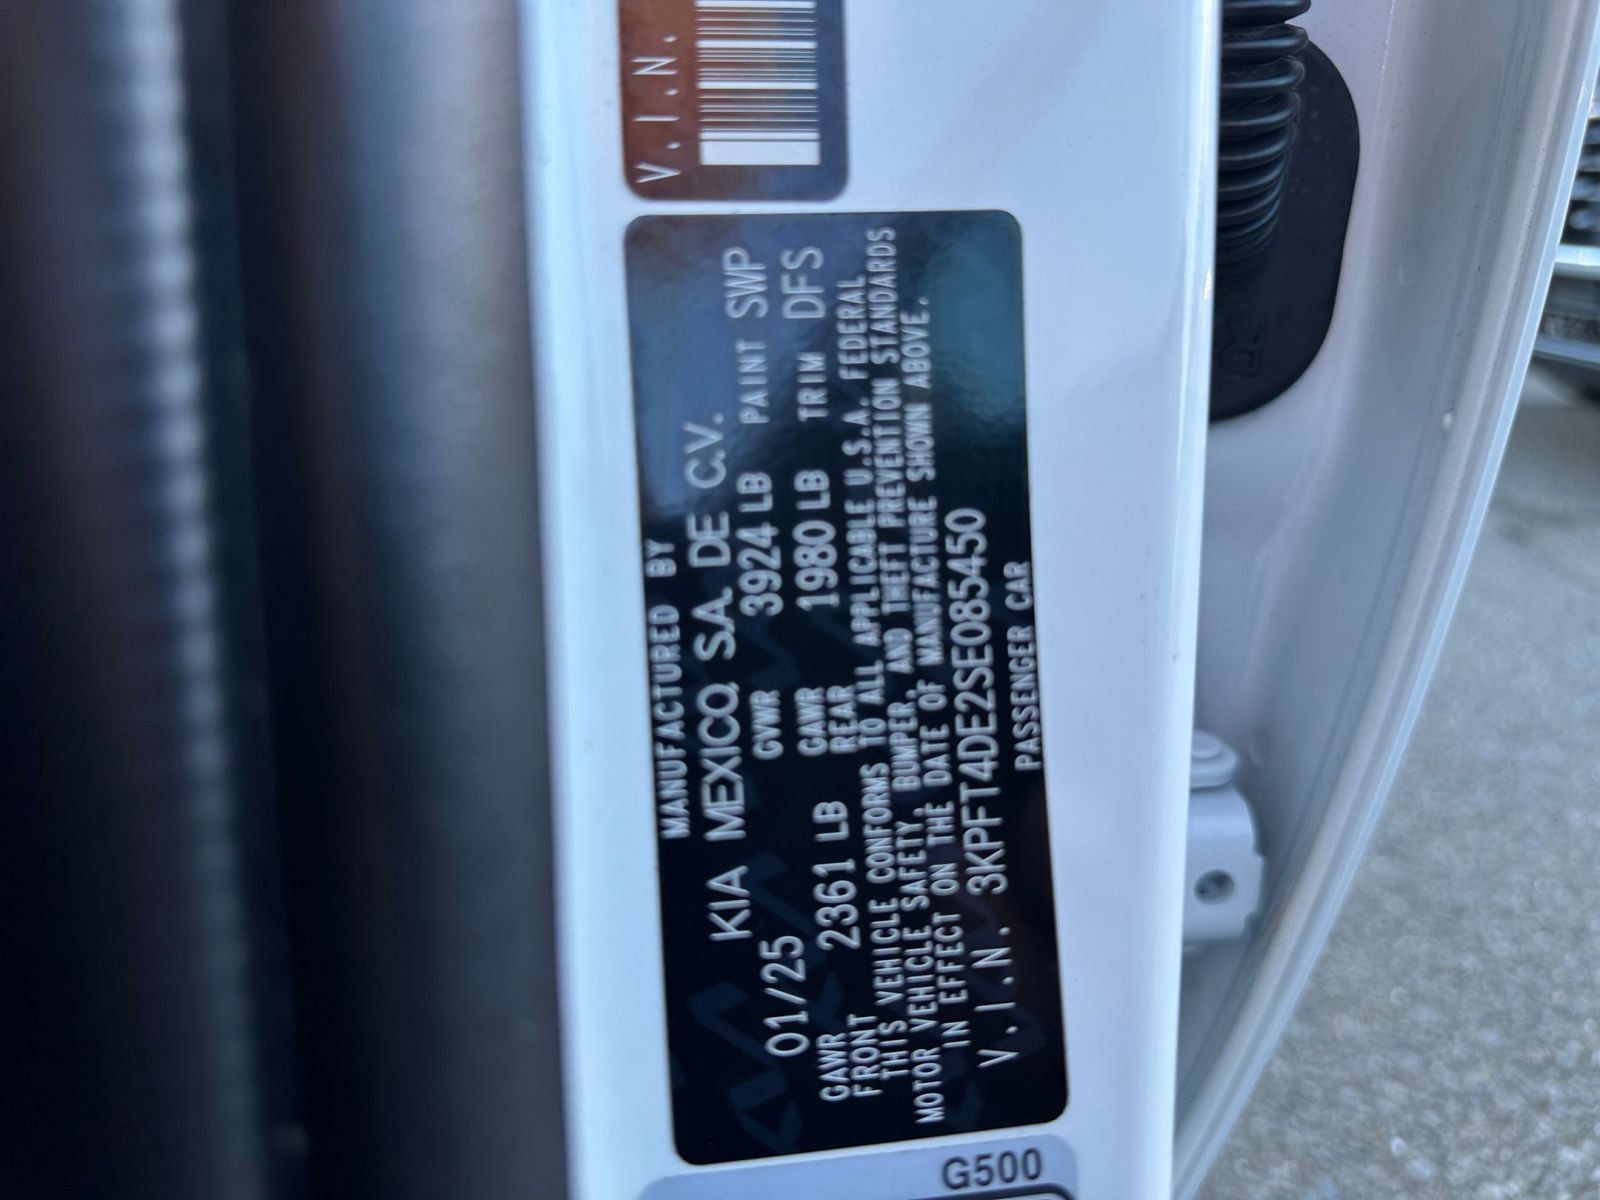 V.I.N.
MANUFACTURED BY
KIA MEXICO, S.A. DE C.V.
01/25 GVWR 3924 LB PAINT SWP
GAWR FRONT 2361 LB GAWR REAR 1980 LB TRIM DFS
THIS VEHICLE CONFORMS TO ALL APPLICABLE U.S.A. FEDERAL
MOTOR VEHICLE SAFETY, BUMPER, AND THEFT PREVENTION STANDARDS
IN EFFECT ON THE DATE OF MANUFACTURE SHOWN ABOVE.
V.I.N. 3KPFT4DE2SE085450
PASSENGER CAR
G500